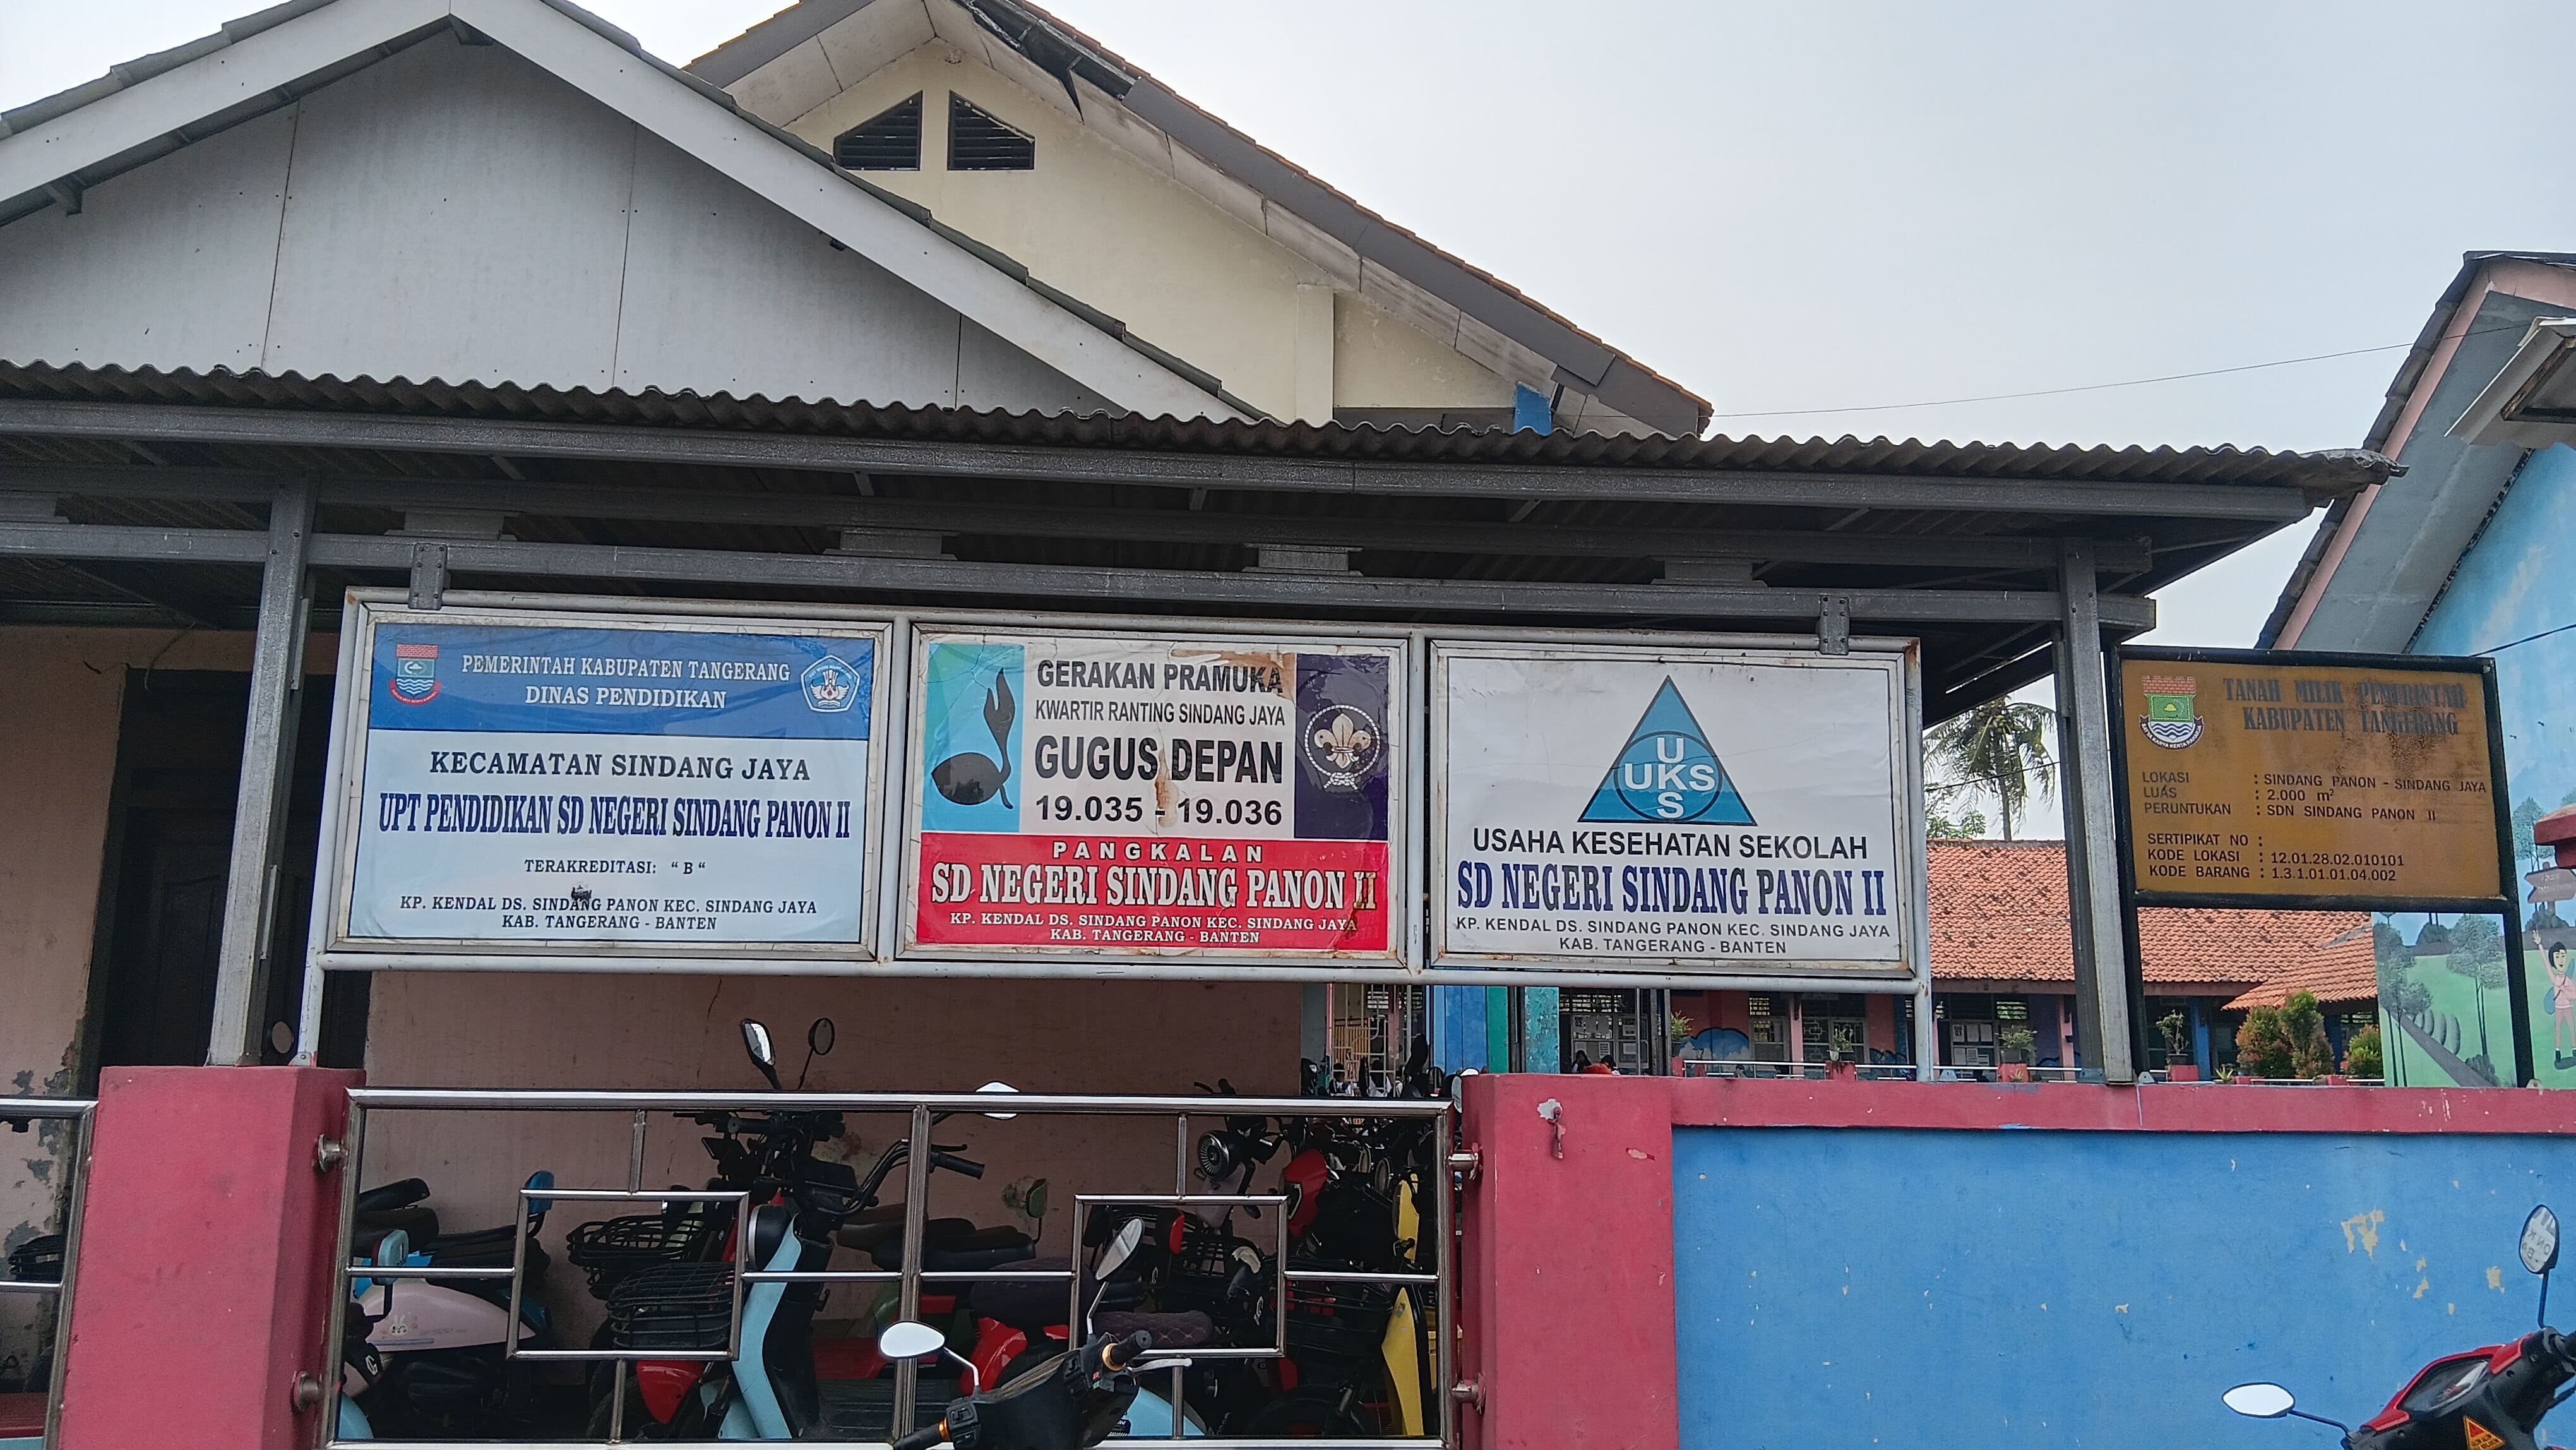 PEMERINTAH KABUPATEN TANGERANG
DINAS PENDIDIKAN
KECAMATAN SINDANG JAYA
UPT PENDIDIKAN SD NEGERI SINDANG PANON II
TERAKREDITASI: “ B “
KP. KENDAL DS. SINDANG PANON KEC. SINDANG JAYA
KAB. TANGERANG - BANTEN
GERAKAN PRAMUKA
KWARTIR RANTING SINDANG JAYA
GUGUS DEPAN
19.035 - 19.036
PANGKALAN
SD NEGERI SINDANG PANON II
KP. KENDAL DS. SINDANG PANON KEC. SINDANG JAYA
KAB. TANGERANG - BANTEN
U
UKS
S
USAHA KESEHATAN SEKOLAH
SD NEGERI SINDANG PANON II
KP. KENDAL DS. SINDANG PANON KEC. SINDANG JAYA
KAB. TANGERANG - BANTEN
TANAH MILIK PEMERINTAH
KABUPATEN TANGERANG
LOKASI : SINDANG PANON - SINDANG JAYA
LUAS : 2.000 m²
PERUNTUKAN : SDN SINDANG PANON II
SERTIPIKAT NO :
KODE LOKASI : 12.01.28.02.010101
KODE BARANG : 1.3.1.01.01.04.002